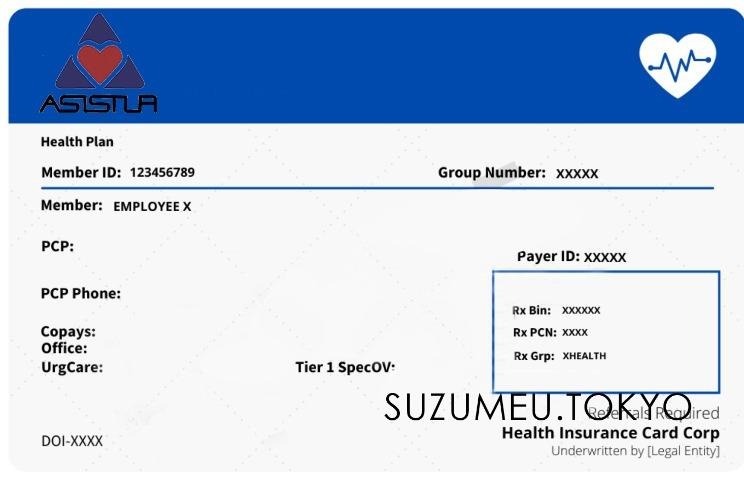 ASISTUR
Health Plan
Member ID: 123456789
Group Number: XXXXX
Member: EMPLOYEE X
PCP:
Payer ID: XXXXX
PCP Phone:
Rx Bin: XXXXXX
Copays:
Rx PCN: XXXX
Office:
Rx Grp: XHEALTH
UrgCare:
Tier 1 SpecOV:
SUZUMEU.TOKYO
Referrals Required
Health Insurance Card Corp
DOI-XXXX
Underwritten by [Legal Entity]